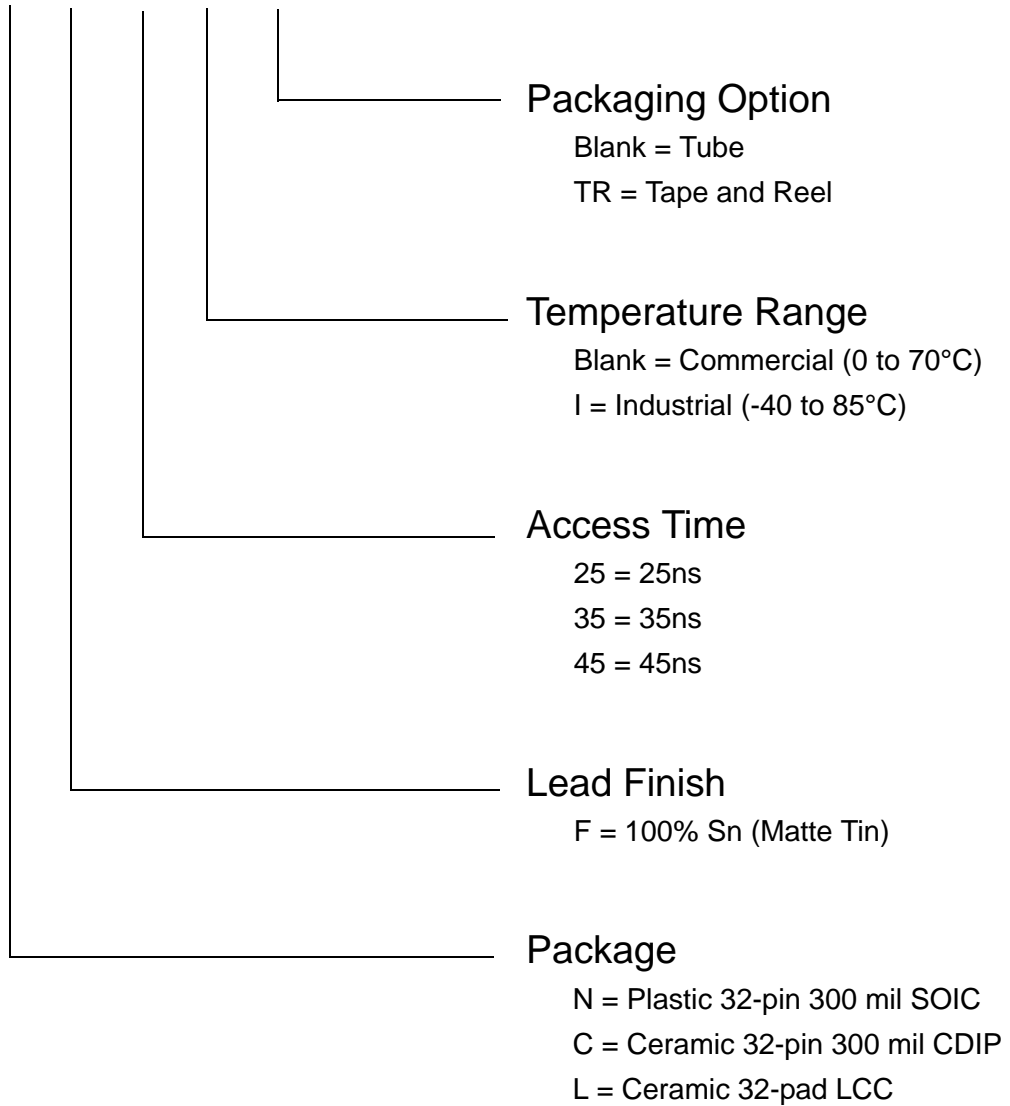 Packaging Option
Blank = Tube
TR = Tape and Reel
Temperature Range
Blank = Commercial (0 to 70°C)
I = Industrial (-40 to 85°C)
Access Time
25 = 25ns
35 = 35ns
45 = 45ns
Lead Finish
F = 100% Sn (Matte Tin)
Package
N = Plastic 32-pin 300 mil SOIC
C = Ceramic 32-pin 300 mil CDIP
L = Ceramic 32-pad LCC